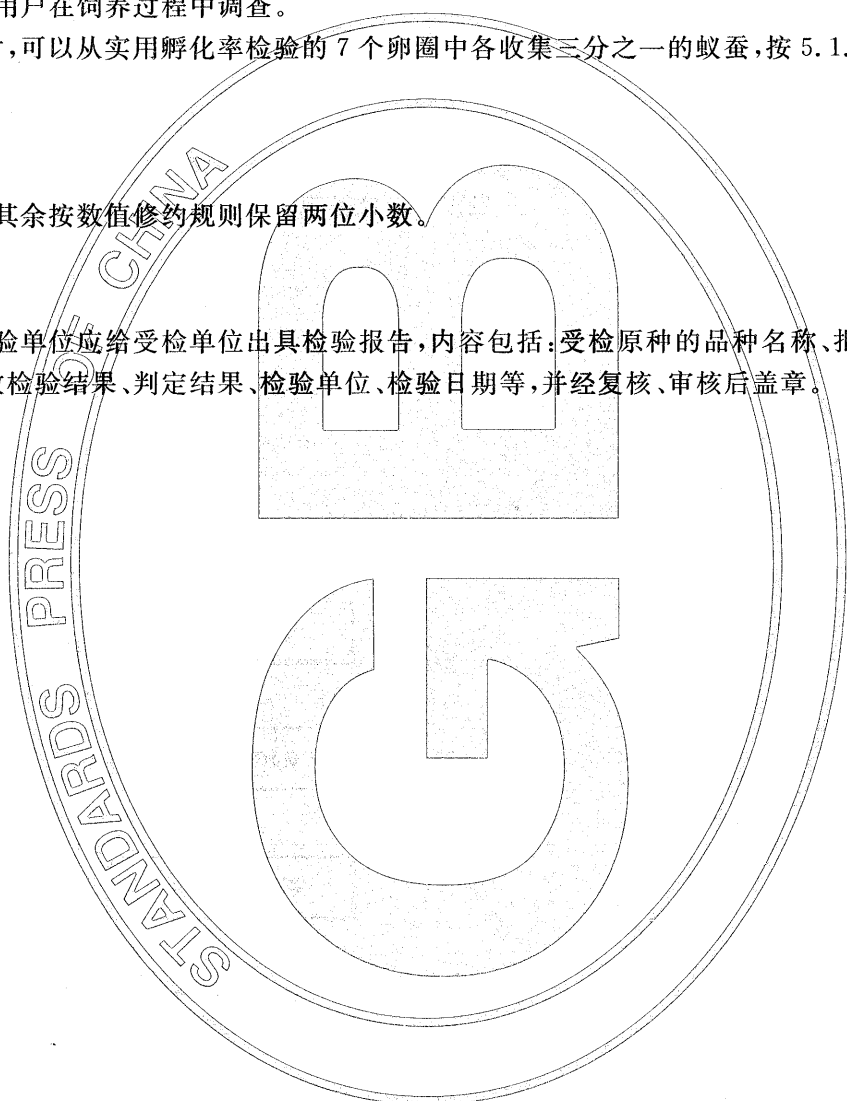 用户在饲养过程中调查。
,可以从实用孵化率检验的 7 个卵圈中各收集三分之一的蚁蚕,按 5.1.
其余按数值修约规则保留两位小数。
验单位应给受检单位出具检验报告,内容包括:受检原种的品种名称、
检验结果、判定结果、检验单位、检验日期等,并经复核、审核后盖章。
STANDARDS PRESS OF CHINA
GB